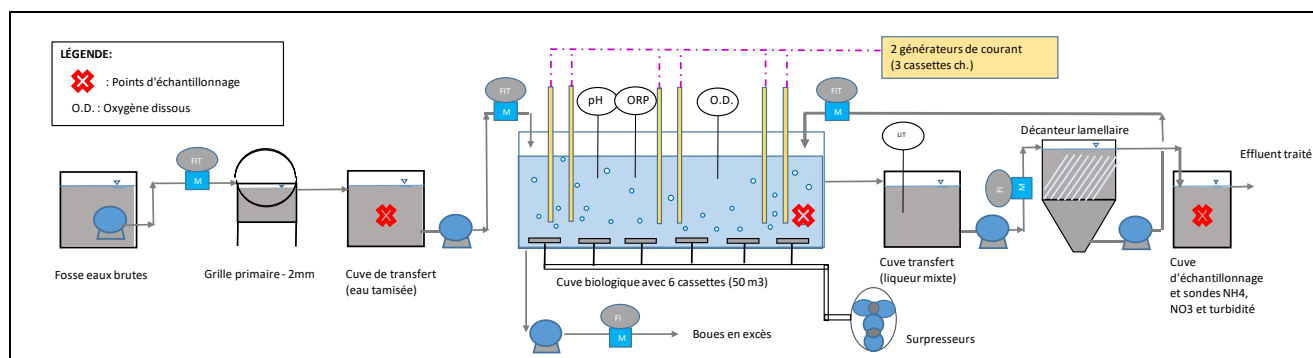 LÉGENDE:
: Points d'échantillonnage
O.D. : Oxygène dissous
2 générateurs de courant
(3 cassettes ch.)
FIT
M
FIT
M
pH
ORP
O.D.
FIT
M
LIT
FI
M
Décanteur lamellaire
Effluent traité
Fosse eaux brutes
Grille primaire - 2mm
Cuve de transfert
(eau tamisée)
Cuve biologique avec 6 cassettes (50 m3)
Cuve transfert
(liqueur mixte)
Cuve
d'échantillonnage
et sondes NH4,
NO3 et turbidité
FI
M
Boues en excès
Surpresseurs